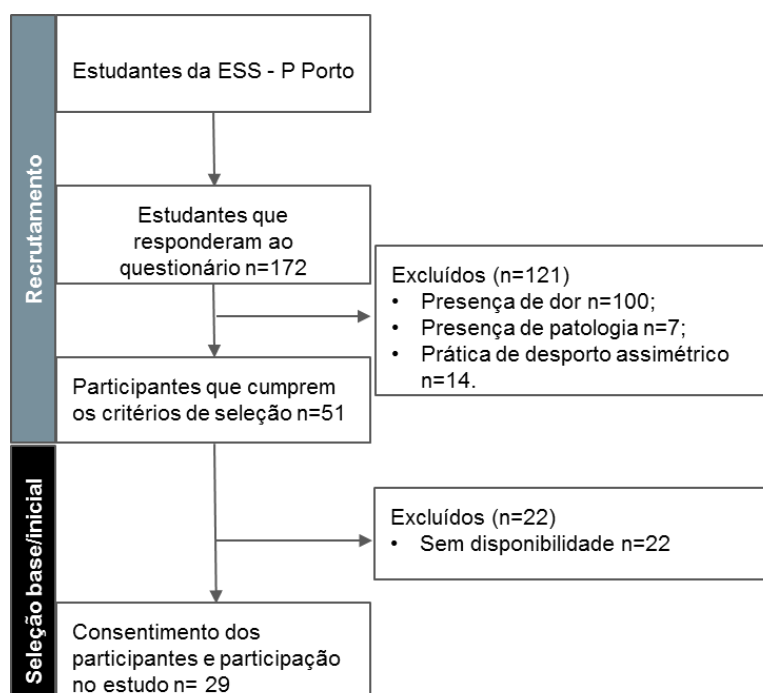 Recrutamento
Estudantes da ESS - P Porto
Estudantes que
responderam ao
questionário n=172
Excluídos (n=121)
• Presença de dor n=100;
• Presença de patologia n=7;
• Prática de desporto assimétrico
n=14.
Participantes que cumprem
os critérios de seleção n=51
Seleção base/inicial
Excluídos (n=22)
• Sem disponibilidade n=22
Consentimento dos
participantes e participação
no estudo n= 29